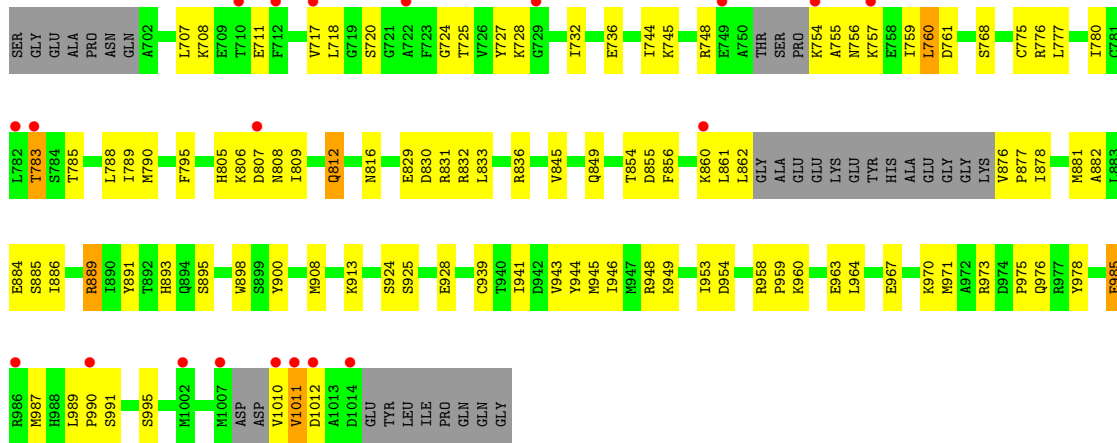 SER GLY GLU ALA PRO ASN GLN A702 L707 K708 E709 T710 E711 F712 V717 L718 G719 S720 G721 A722 F723 G724 T725 V726 Y727 K728 G729 I732 E736 I744 K745 R748 E749 A750 THR SER PRO K754 A755 N756 K757 E758 I759 L760 D761 S768 C775 R776 L777 I780 C781
L782 T783 S784 T785 L788 I789 M790 F795 H805 K806 D807 N808 I809 Q812 N816 E829 D830 R831 R832 L833 R836 V845 Q849 T854 D855 F856 K860 L861 L862 GLY ALA GLU GLU LYS GLU TYR HIS ALA GLU GLY GLY LYS V876 P877 I878 M881 A882 L883
E884 S885 I886 R889 I890 Y891 T892 H893 Q894 S895 W898 S899 Y900 M908 K913 S924 S925 E928 C939 T940 I941 D942 V943 Y944 M945 I946 M947 R948 K949 I953 D954 R958 P959 K960 E963 L964 E967 K970 M971 A972 R973 D974 P975 Q976 R977 Y978 F985
R986 M987 H988 L989 P990 S991 S995 M1002 M1007 ASP ASP V1010 V1011 D1012 A1013 D1014 GLU TYR LEU ILE PRO GLN GLN GLY